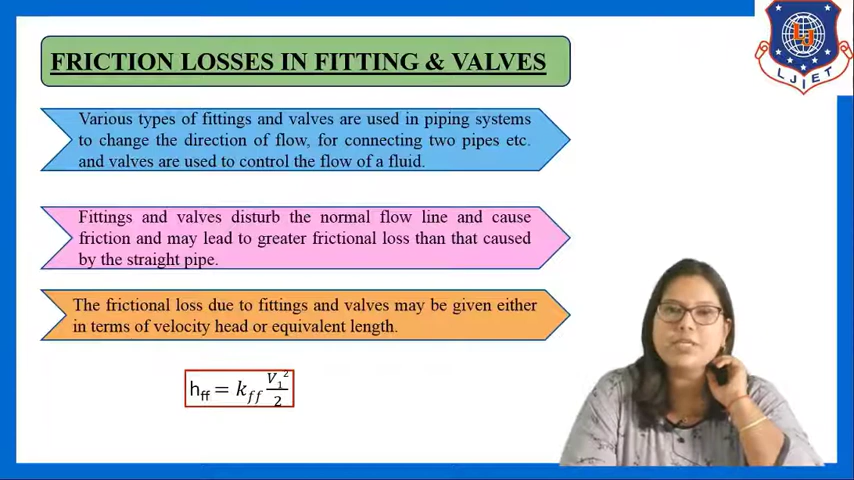 FRICTION LOSSES IN FITTING & VALVES
LJIET
Various types of fittings and valves are used in piping systems
to change the direction of flow, for connecting two pipes etc.
and valves are used to control the flow of a fluid.
Fittings and valves disturb the normal flow line and cause
friction and may lead to greater frictional loss than that caused
by the straight pipe.
The frictional loss due to fittings and valves may be given either
in terms of velocity head or equivalent length.
h_ff = k_ff V₁²/2